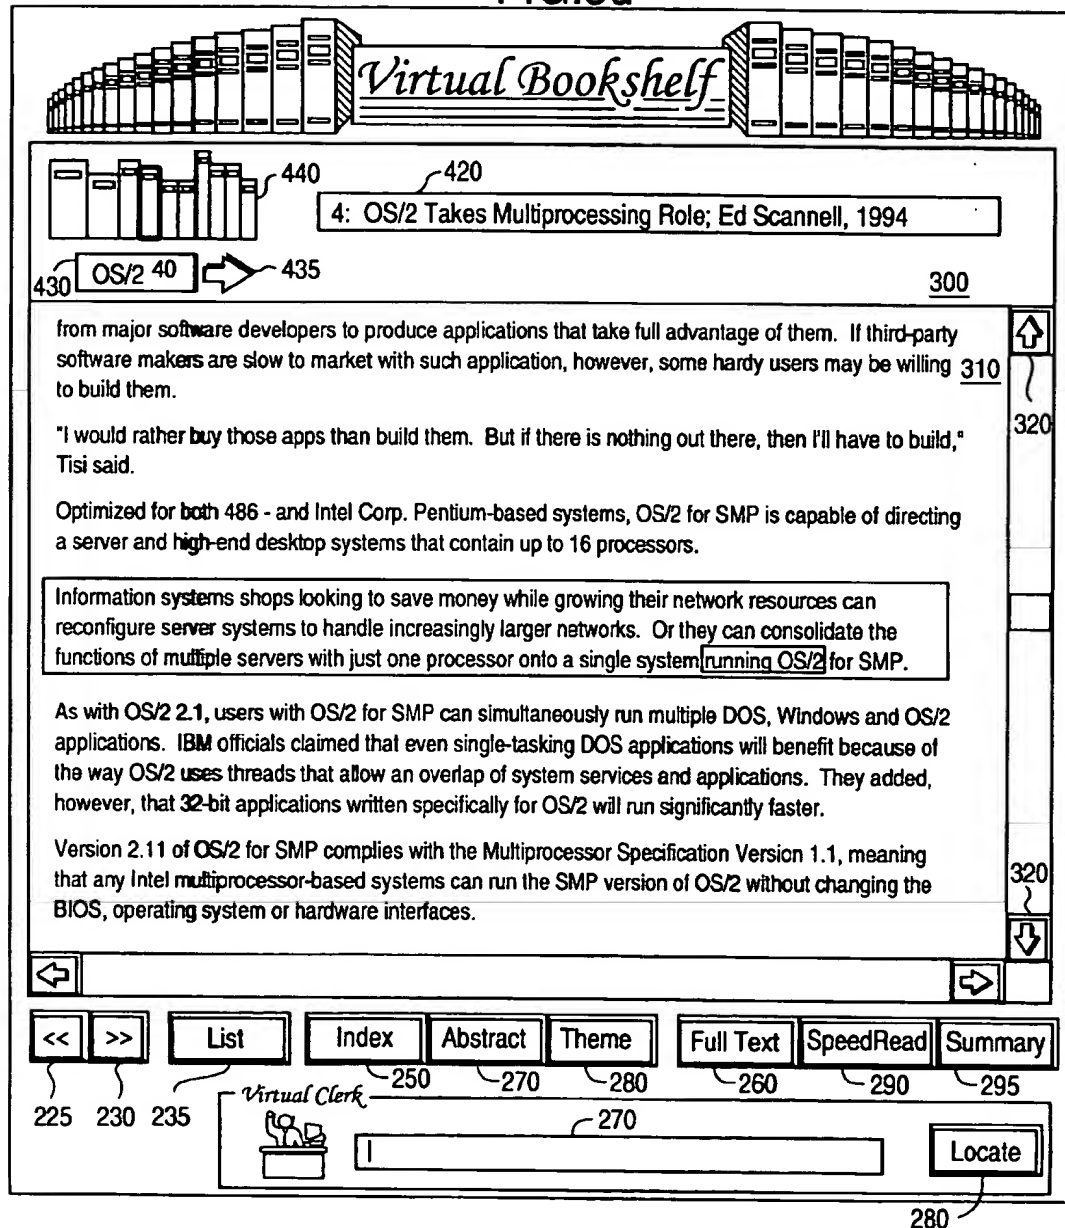 Virtual Bookshelf
440
420
4: OS/2 Takes Multiprocessing Role; Ed Scannell, 1994
430
OS/2 40
435
300
from major software developers to produce applications that take full advantage of them. If third-party
software makers are slow to market with such application, however, some hardy users may be willing
310
to build them.
320
"I would rather buy those apps than build them. But if there is nothing out there, then I'll have to build,"
Tisi said.
Optimized for both 486 - and Intel Corp. Pentium-based systems, OS/2 for SMP is capable of directing
a server and high-end desktop systems that contain up to 16 processors.
Information systems shops looking to save money while growing their network resources can
reconfigure server systems to handle increasingly larger networks. Or they can consolidate the
functions of multiple servers with just one processor onto a single system running OS/2 for SMP.
As with OS/2 2.1, users with OS/2 for SMP can simultaneously run multiple DOS, Windows and OS/2
applications. IBM officials claimed that even single-tasking DOS applications will benefit because of
the way OS/2 uses threads that allow an overlap of system services and applications. They added,
however, that 32-bit applications written specifically for OS/2 will run significantly faster.
Version 2.11 of OS/2 for SMP complies with the Multiprocessor Specification Version 1.1, meaning
that any Intel multiprocessor-based systems can run the SMP version of OS/2 without changing the
320
BIOS, operating system or hardware interfaces.
<< >> List Index Abstract Theme Full Text SpeedRead Summary
250 270 280 260 290 295
225 230 235
Virtual Clerk
270
Locate
280